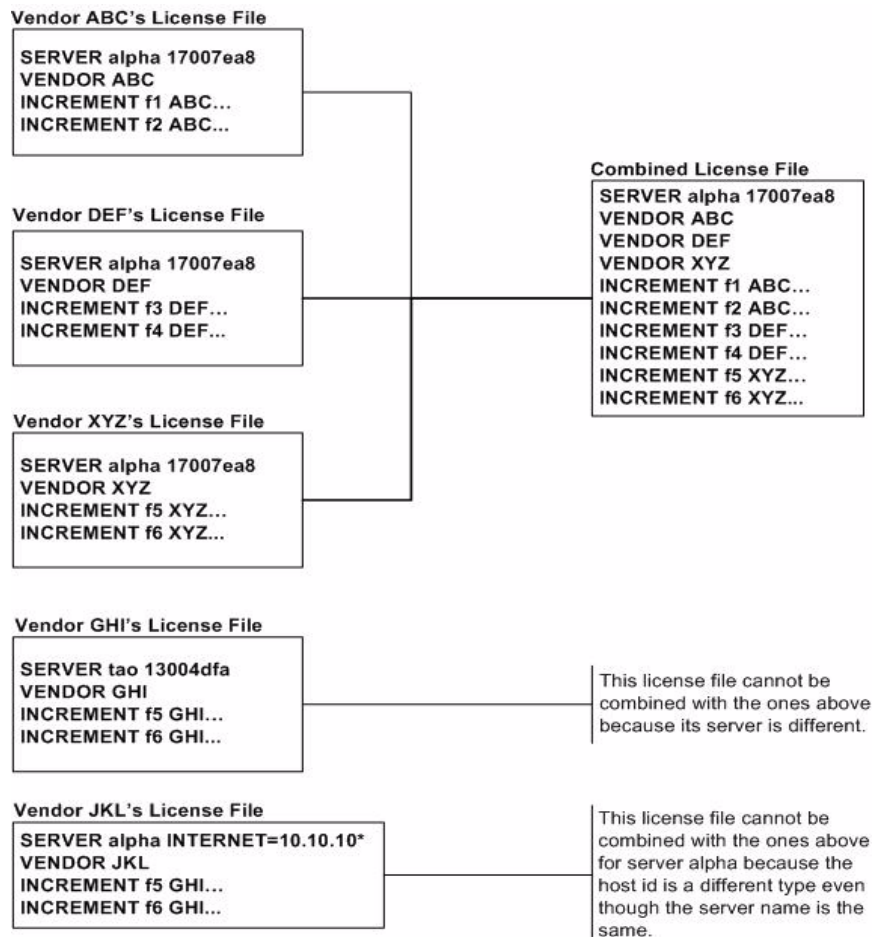 Vendor ABC's License File
SERVER alpha 17007ea8
VENDOR ABC
INCREMENT f1 ABC...
INCREMENT f2 ABC...
Vendor DEF's License File
SERVER alpha 17007ea8
VENDOR DEF
INCREMENT f3 DEF...
INCREMENT f4 DEF...
Vendor XYZ's License File
SERVER alpha 17007ea8
VENDOR XYZ
INCREMENT f5 XYZ...
INCREMENT f6 XYZ...
Combined License File
SERVER alpha 17007ea8
VENDOR ABC
VENDOR DEF
VENDOR XYZ
INCREMENT f1 ABC...
INCREMENT f2 ABC...
INCREMENT f3 DEF...
INCREMENT f4 DEF...
INCREMENT f5 XYZ...
INCREMENT f6 XYZ...
Vendor GHI's License File
SERVER tao 13004dfa
VENDOR GHI
INCREMENT f5 GHI...
INCREMENT f6 GHI...
This license file cannot be
combined with the ones above
because its server is different.
Vendor JKL's License File
SERVER alpha INTERNET=10.10.10*
VENDOR JKL
INCREMENT f5 GHI...
INCREMENT f6 GHI...
This license file cannot be
combined with the ones above
for server alpha because the
host id is a different type even
though the server name is the
same.